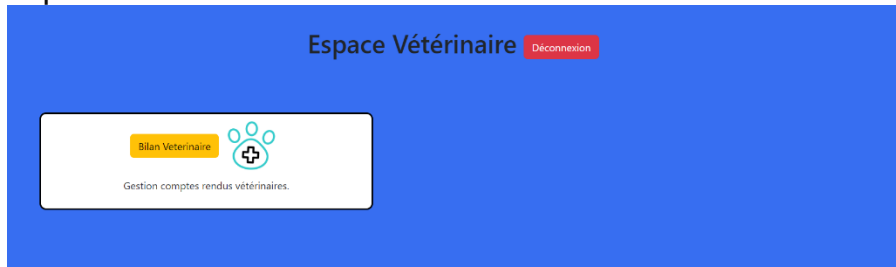 Espace Vétérinaire Déconnexion
Bilan Veterinaire
Gestion comptes rendus vétérinaires.